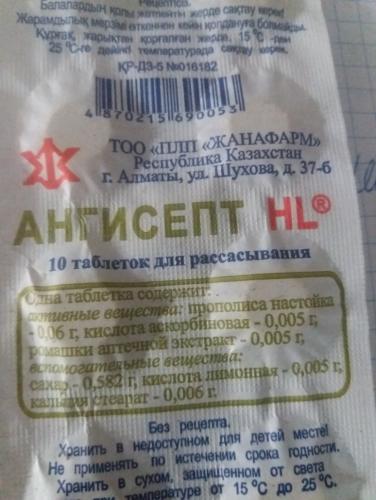 Рецепсіз.
Балалардың қолы жетпейтін жерде сақтау керек!
Жарамдылық мерзімі өткеннен кейін қолдануға болмайды.
Құрғақ, жарықтан қорғалған жерде, 15 °С -ден
25 °С-ге дейінгі температурада сақтау керек.
ҚР-ДЗ-5 №016182
4 870215 690053
ТОО «ПЛП «ЖАНАФАРМ»
Республика Казахстан
г. Алматы, ул. Шухова, д. 37-б
АНГИСЕПТ HL®
10 таблеток для рассасывания
Одна таблетка содержит:
активные вещества: прополиса настойка
- 0,06 г, кислота аскорбиновая - 0,005 г,
ромашки аптечной экстракт - 0,005 г;
вспомогательные вещества:
сахар - 0,582 г, кислота лимонная - 0,005 г,
кальция стеарат - 0,006 г.
Без рецепта.
Хранить в недоступном для детей месте!
Не применять по истечении срока годности.
Хранить в сухом, защищенном от света
при температуре от 15 °С до 25 °С.